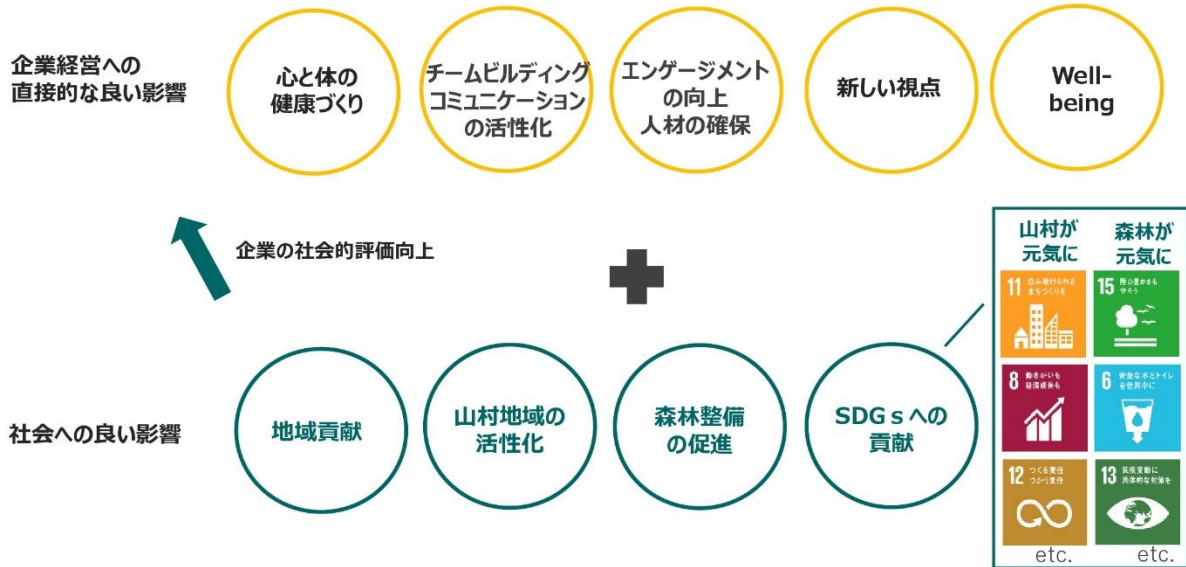 企業経営への
直接的な良い影響
心と体の
健康づくり
チームビルディング
コミュニケーション
の活性化
エンゲージメント
の向上
人材の確保
新しい視点
Well-
being
企業の社会的評価向上
社会への良い影響
地域貢献
山村地域の
活性化
森林整備
の促進
SDGsへの
貢献
山村が
元気に
森林が
元気に
11 住み続けられる
まちづくりを
15 陸の豊かさも
守ろう
8 働きがいも
経済成長も
6 安全な水とトイレ
を世界中に
12 つくる責任
つかう責任
13 気候変動に
具体的な対策を
etc.
etc.